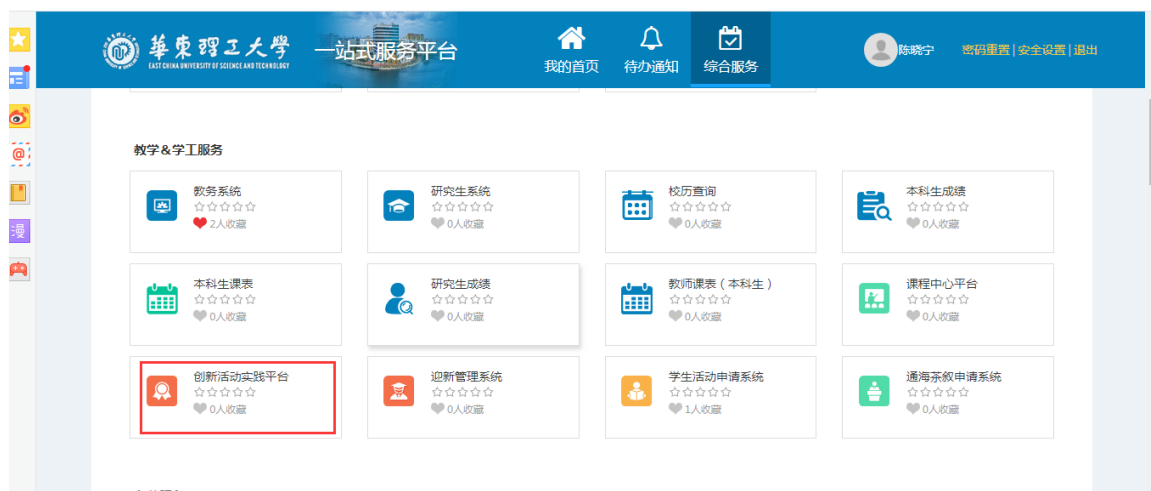 華東理工大學
EAST CHINA UNIVERSITY OF SCIENCE AND TECHNOLOGY
一站式服务平台
我的首页
待办通知
综合服务
陈晓宁
密码重置 | 安全设置 | 退出
@
漫
教学&学工服务
教务系统
2人收藏
研究生系统
0人收藏
校历查询
0人收藏
本科生成绩
0人收藏
本科生课表
0人收藏
研究生成绩
0人收藏
教师课表（本科生）
0人收藏
课程中心平台
0人收藏
创新活动实践平台
0人收藏
迎新管理系统
0人收藏
学生活动申请系统
1人收藏
通海茶叙申请系统
0人收藏